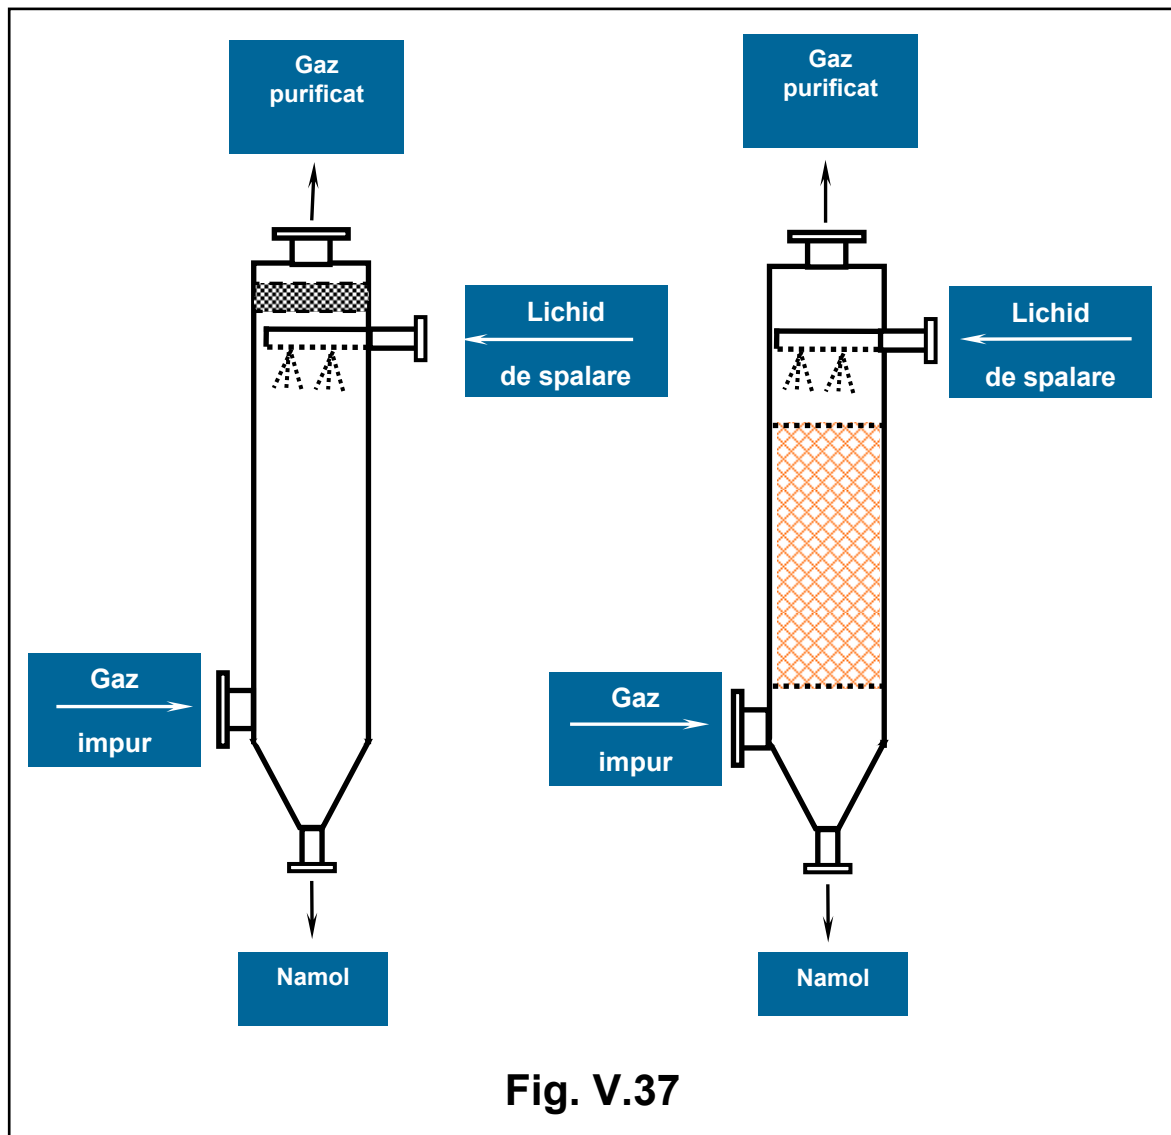 Gaz
purificat
Gaz
purificat
Lichid
de spalare
Lichid
de spalare
Gaz
impur
Gaz
impur
Namol
Namol
Fig. V.37